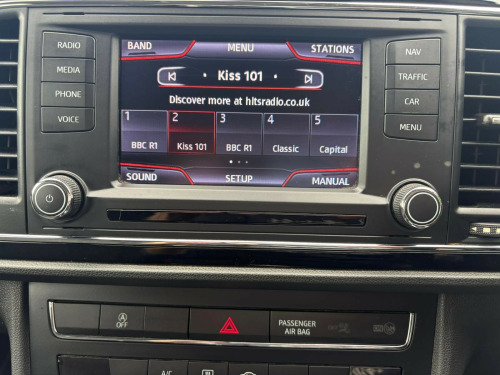 RADIO
MEDIA
PHONE
VOICE
BAND MENU STATIONS
Kiss 101
Discover more at hitsradio.co.uk
1 2 3 4 5
BBC R1 Kiss 101 BBC R1 Classic Capital
SOUND SETUP MANUAL
NAV
TRAFFIC
CAR
MENU
A
OFF
PASSENGER
AIR BAG
A/C